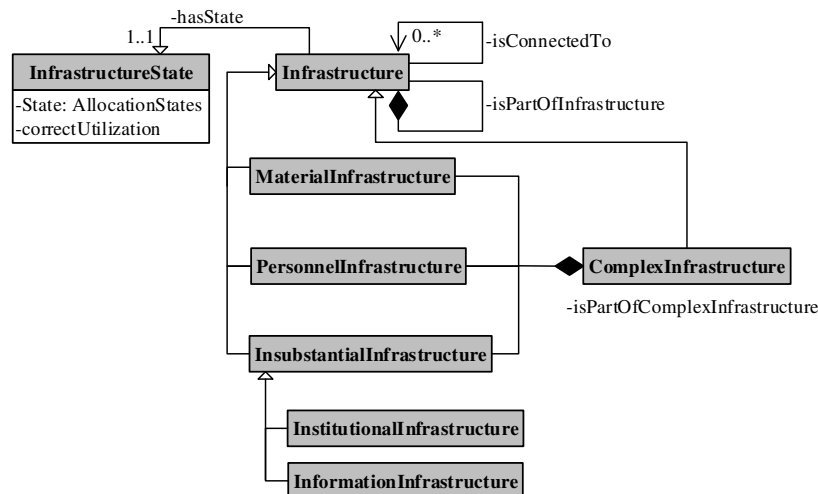 -hasState
1..1
0..*
-isConnectedTo
InfrastructureState
Infrastructure
-State: AllocationStates
-correctUtilization
-isPartOfInfrastructure
MaterialInfrastructure
PersonnelInfrastructure
ComplexInfrastructure
-isPartOfComplexInfrastructure
InsubstantialInfrastructure
InstitutionalInfrastructure
InformationInfrastructure